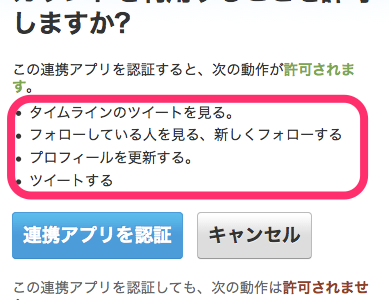 しますか?
この連携アプリを認証すると、次の動作が許可されま
す。
タイムラインのツイートを見る。
フォローしている人を見る、新しくフォローする
プロフィールを更新する。
ツイートする
連携アプリを認証
キャンセル
この連携アプリを認証しても、次の動作は許可されませ